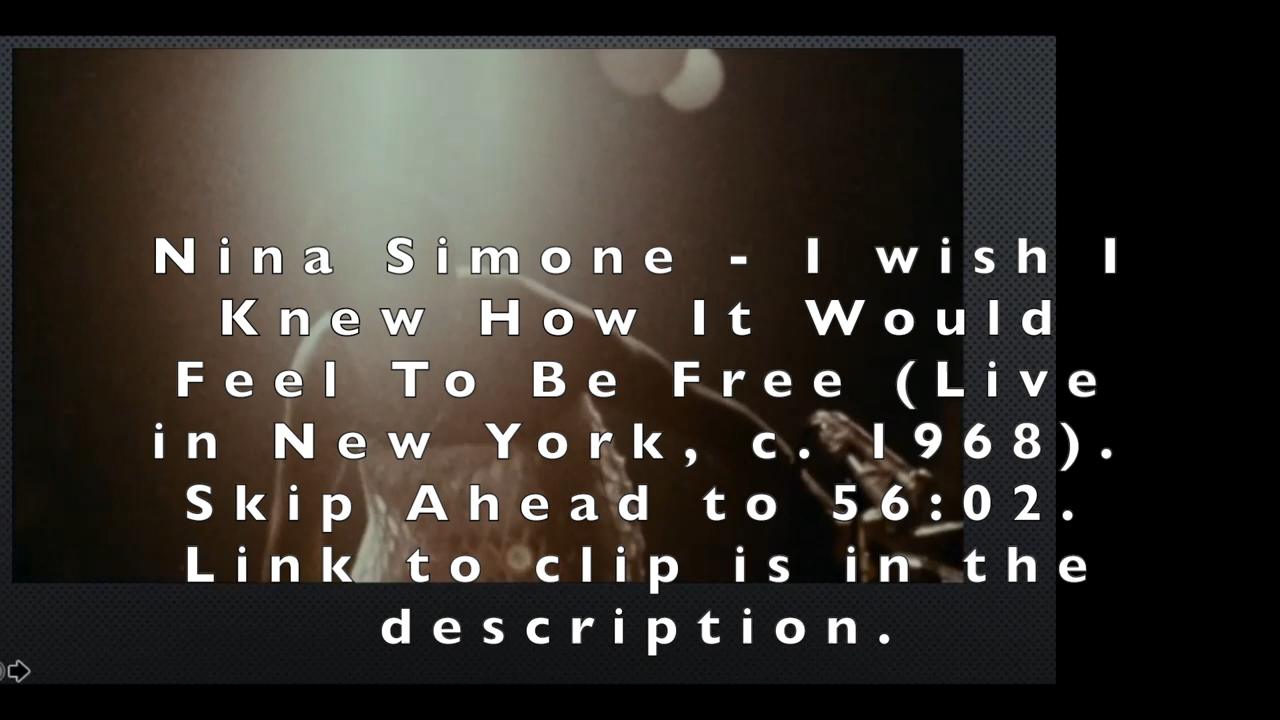 Nina Simone - I wish I
Knew How It Would
Feel To Be Free (Live
in New York, c. 1968).
Skip Ahead to 56:02.
Link to clip is in the
description.